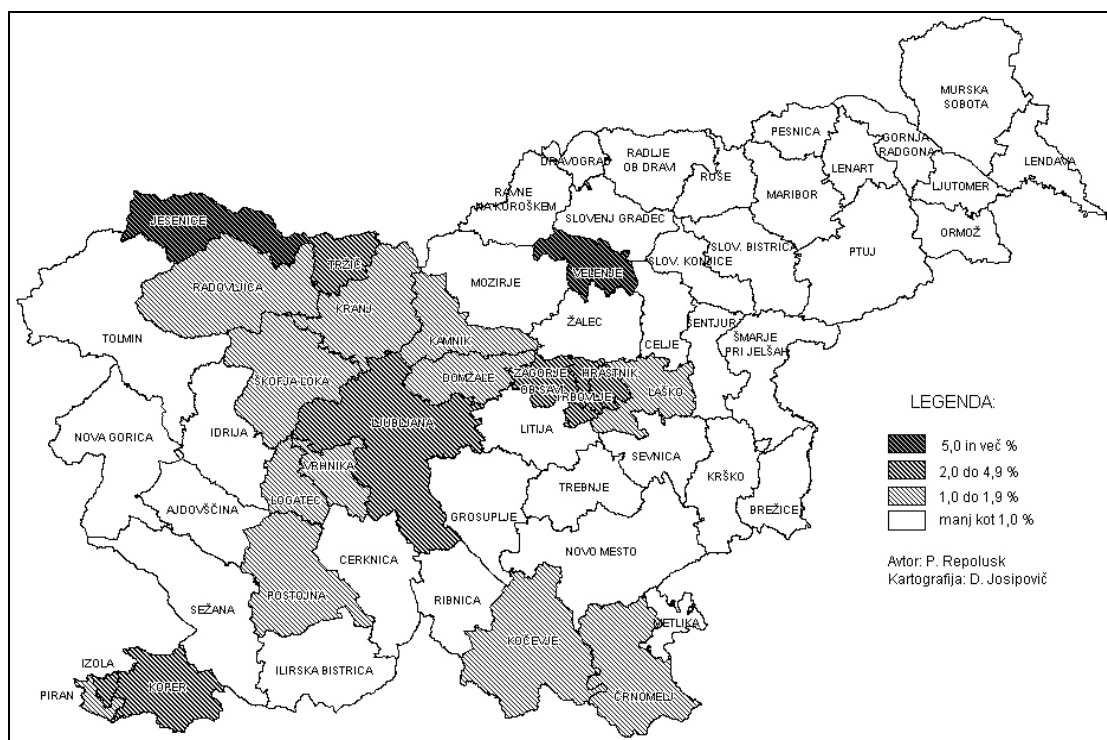 MURSKA
SOBOTA
PESNICA
GORNJA
RADGONA
DRAVOGRAD
RADLJE
OB DRAVI
RUŠE
LENART
LENDAVA
RAVNE
NA KOROŠKEM
MARIBOR
LJUTOMER
SLOVENJ GRADEC
JESENICE
ORMOŽ
SLOV. BISTRICA
PTUJ
SLOV. KONJICE
TRŽIČ
VELENJE
MOZIRJE
RADOVLJICA
KRANJ
ŽALEC
ŠENTJUR
TOLMIN
KAMNIK
CELJE
ŠMARJE
PRI JELŠAH
DOMŽALE
ZAGORJE
OB SAVI
HRASTNIK
TRBOVLJE
LAŠKO
ŠKOFJA LOKA
LJUBLJANA
LITIJA
NOVA GORICA
IDRIJA
SEVNICA
VRHNIKA
KRŠKO
LOGATEC
TREBNJE
AJDOVŠČINA
GROSUPLJE
BREŽICE
CERKNICA
NOVO MESTO
POSTOJNA
RIBNICA
SEŽANA
METLIKA
KOČEVJE
IZOLA
ILIRSKA BISTRICA
KOPER
PIRAN
ČRNOMELJ
LEGENDA:
5,0 in več %
2,0 do 4,9 %
1,0 do 1,9 %
manj kot 1,0 %
Avtor: P. Repolusk
Kartografija: D. Josipovič